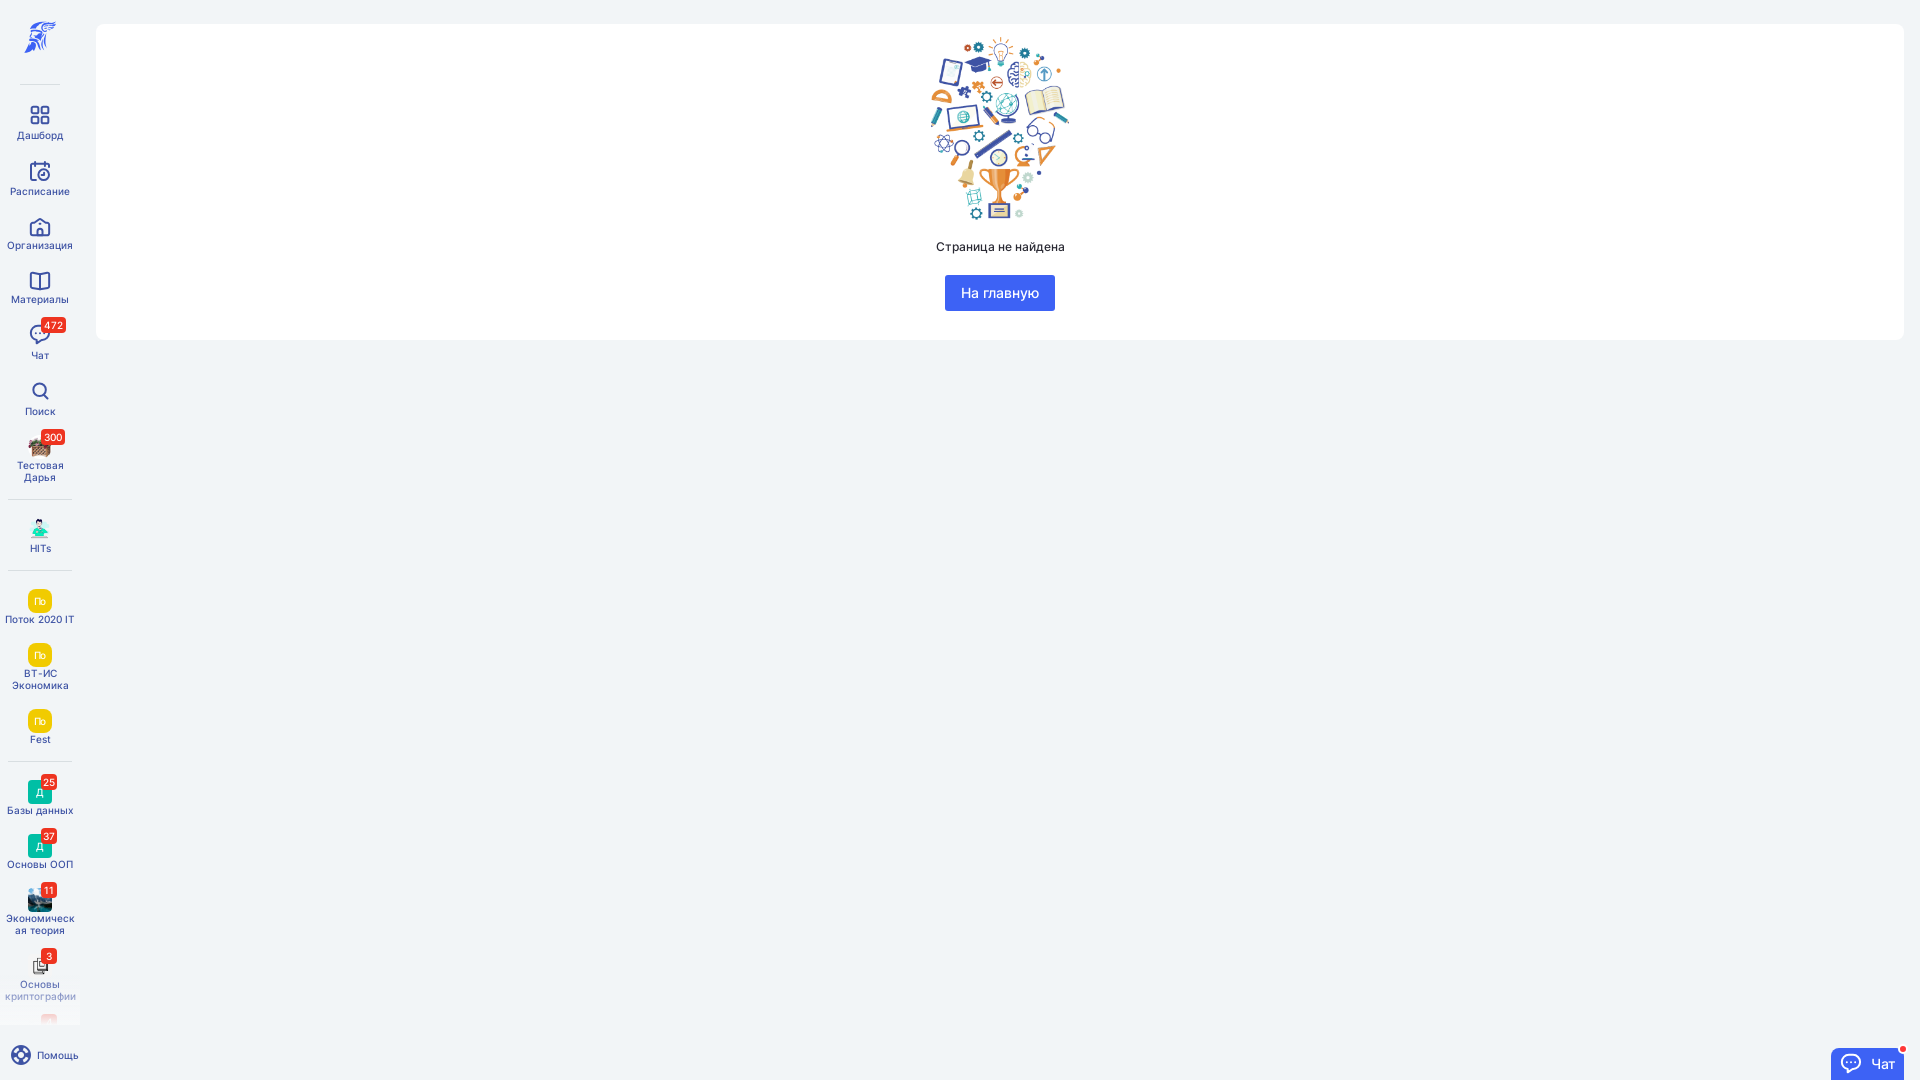 Дашборд
Расписание
Организация
Материалы
472
Чат
Поиск
300
Тестовая
Дарья
HITs
По
Поток 2020 IT
По
ВТ-ИС
Экономика
По
Fest
25
Д
Базы данных
37
Д
Основы ООП
11
Экономическ
ая теория
3
Основы
криптографии
Помощь
Страница не найдена
На главную
Чат